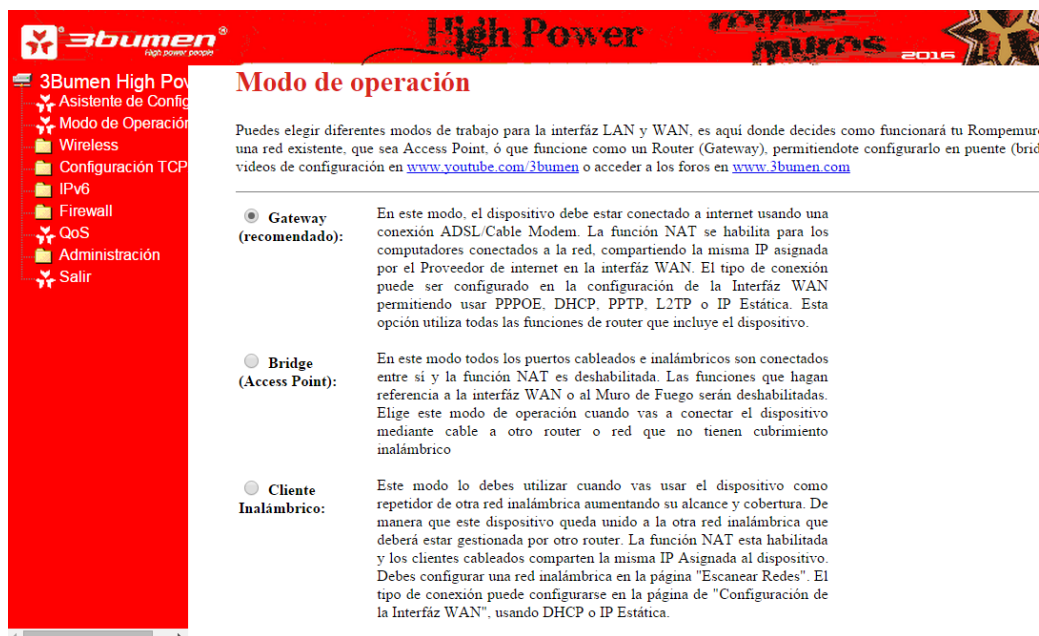 3bumen®
High power people
High Power
rompe
muros
2016
3Bumen High Pow
Asistente de Config
Modo de Operación
Wireless
Configuración TCP
IPv6
Firewall
QoS
Administración
Salir
Modo de operación
Puedes elegir diferentes modos de trabajo para la interfáz LAN y WAN, es aquí donde decides como funcionará tu Rompemuro
una red existente, que sea Access Point, ó que funcione como un Router (Gateway), permitiendote configurarlo en puente (brid
videos de configuración en www.youtube.com/3bumen o acceder a los foros en www.3bumen.com
Gateway
(recomendado):
En este modo, el dispositivo debe estar conectado a internet usando una
conexión ADSL/Cable Modem. La función NAT se habilita para los
computadores conectados a la red, compartiendo la misma IP asignada
por el Proveedor de internet en la interfáz WAN. El tipo de conexión
puede ser configurado en la configuración de la Interfáz WAN
permitiendo usar PPPOE, DHCP, PPTP, L2TP o IP Estática. Esta
opción utiliza todas las funciones de router que incluye el dispositivo.
Bridge
(Access Point):
En este modo todos los puertos cableados e inalámbricos son conectados
entre sí y la función NAT es deshabilitada. Las funciones que hagan
referencia a la interfáz WAN o al Muro de Fuego serán deshabilitadas.
Elige este modo de operación cuando vas a conectar el dispositivo
mediante cable a otro router o red que no tienen cubrimiento
inalámbrico
Cliente
Inalámbrico:
Este modo lo debes utilizar cuando vas usar el dispositivo como
repetidor de otra red inalámbrica aumentando su alcance y cobertura. De
manera que este dispositivo queda unido a la otra red inalámbrica que
deberá estar gestionada por otro router. La función NAT esta habilitada
y los clientes cableados comparten la misma IP Asignada al dispositivo.
Debes configurar una red inalámbrica en la página "Escanear Redes". El
tipo de conexión puede configurarse en la página de "Configuración de
la Interfáz WAN", usando DHCP o IP Estática.